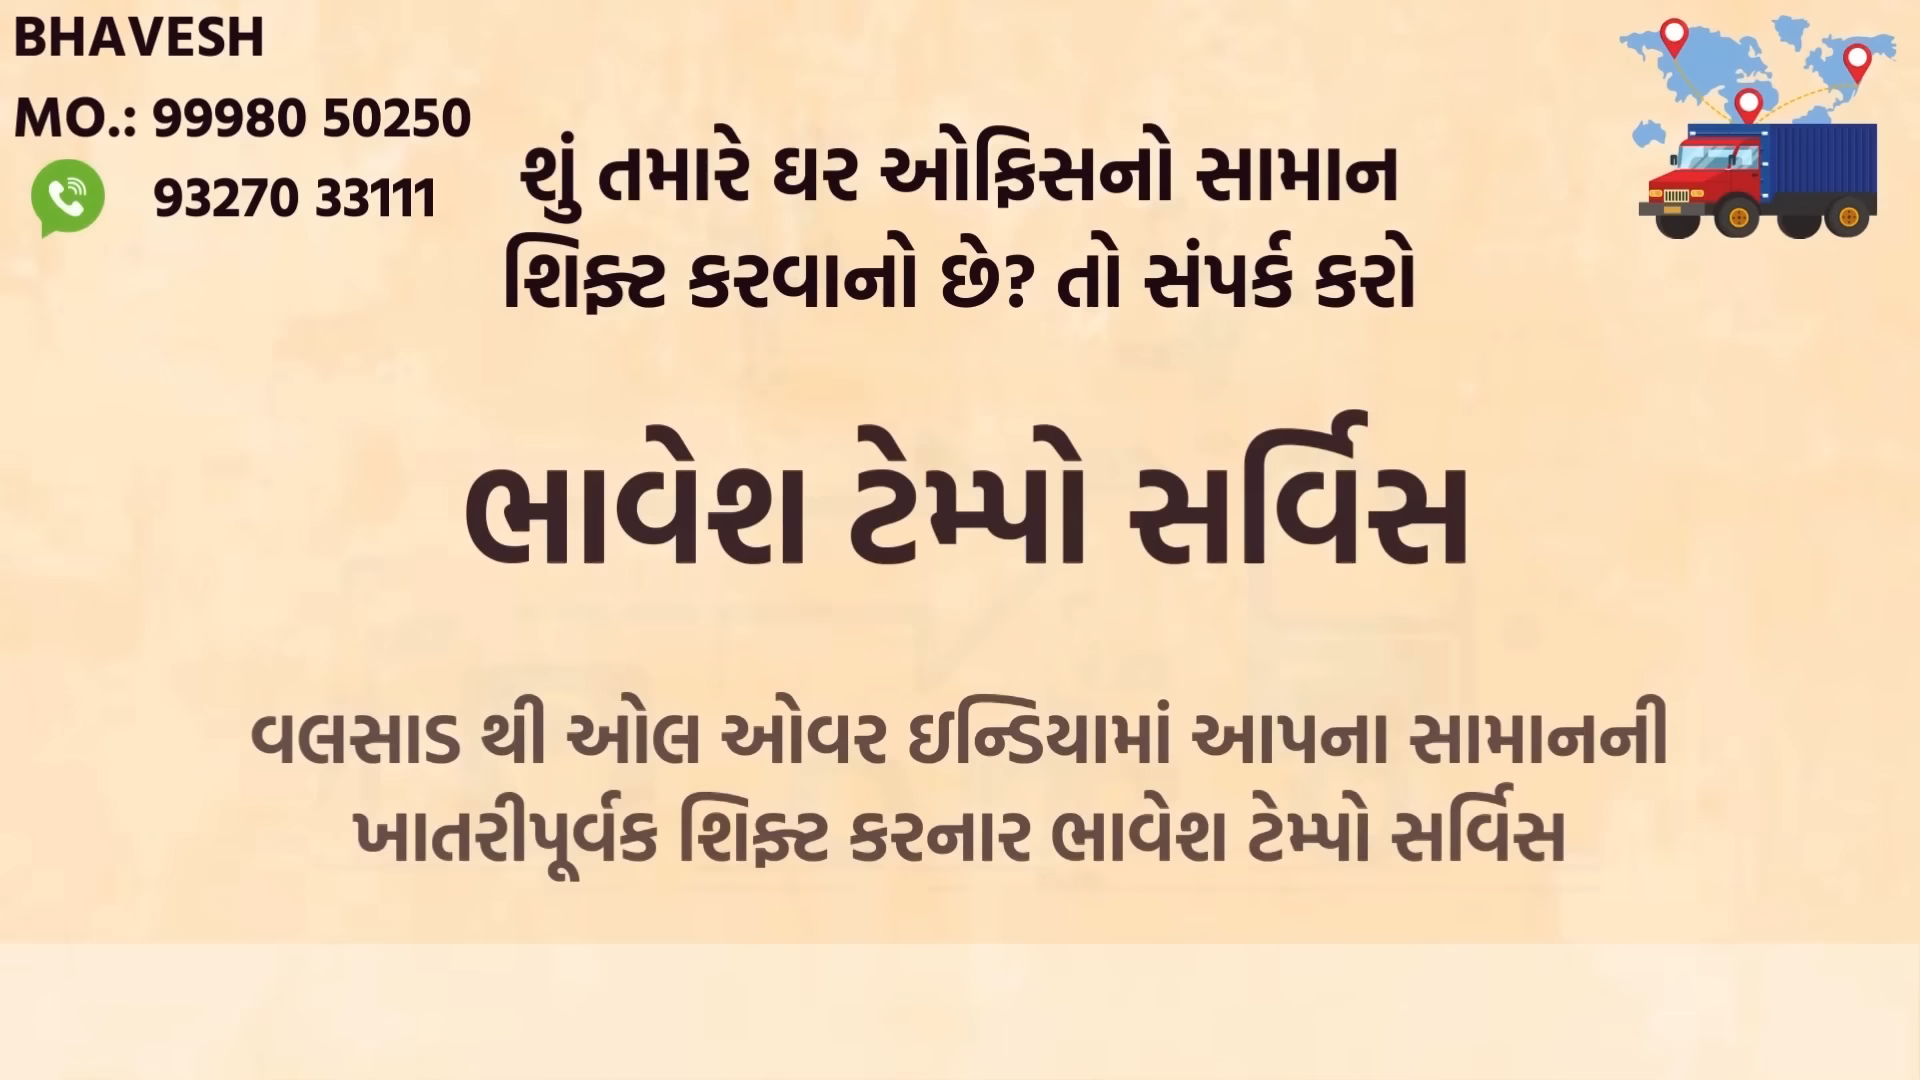 BHAVESH
MO.: 99980 50250
93270 33111
શું તમારે ઘર ઓફિસનો સામાન
શિફ્ટ કરવાનો છે? તો સંપર્ક કરો
ભાવેશ ટેમ્પો સર્વિસ
વલસાડ થી ઓલ ઓવર ઇન્ડિયામાં આપના સામાનની
ખાતરીપૂર્વક શિફ્ટ કરનાર ભાવેશ ટેમ્પો સર્વિસ